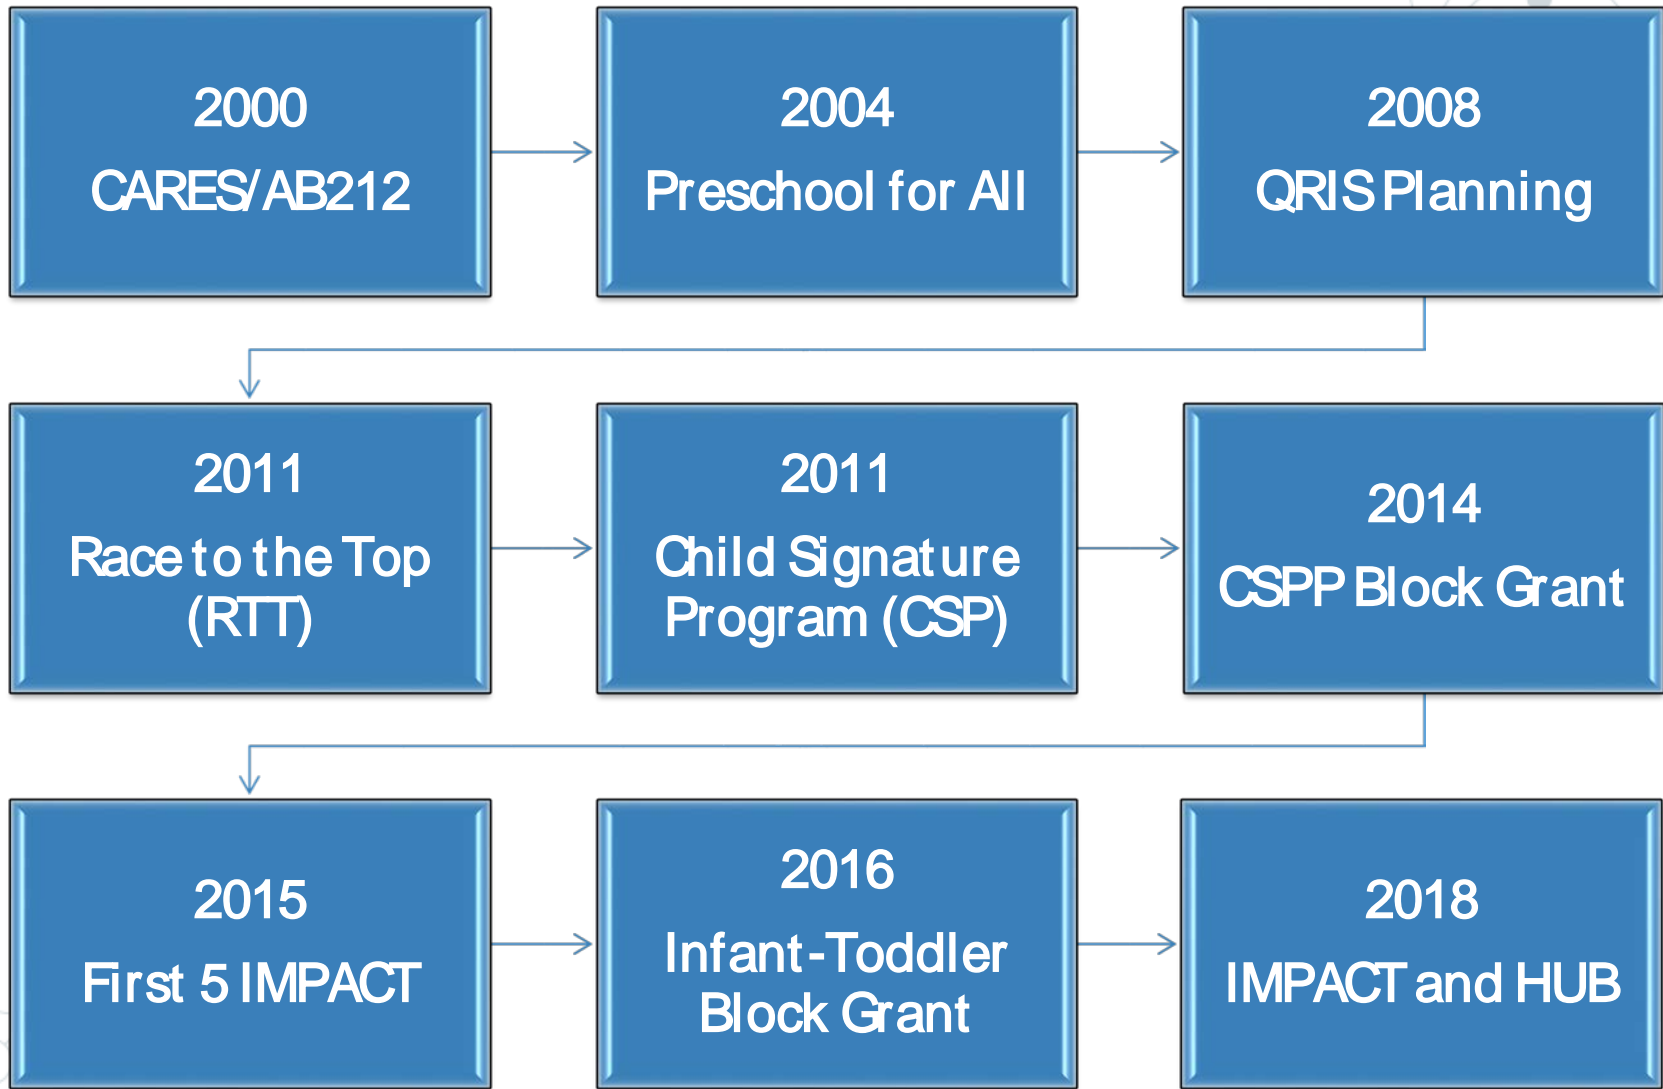 2000
CARES/AB212
2004
Preschool for All
2008
QRIS Planning
2011
Race to the Top
(RTT)
2011
Child Signature
Program (CSP)
2014
CSPP Block Grant
2015
First 5 IMPACT
2016
Infant-Toddler
Block Grant
2018
IMPACT and HUB